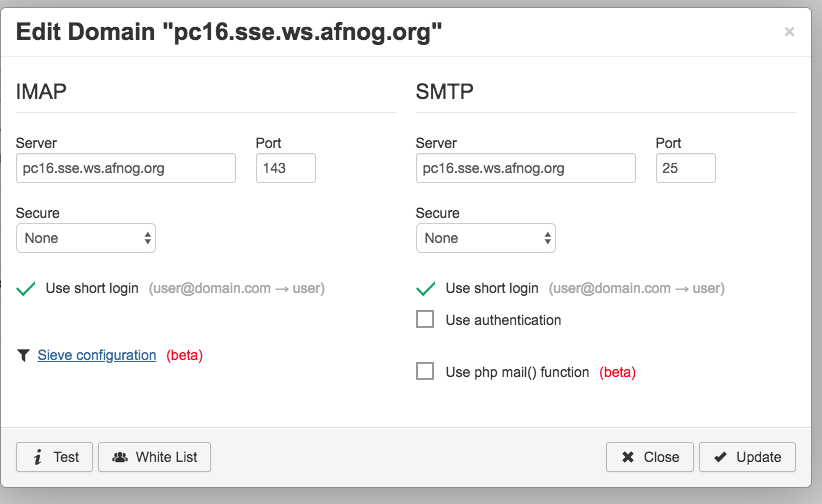 Edit Domain "pc16.sse.ws.afnog.org"
×
IMAP
SMTP
Server
Port
Server
Port
pc16.sse.ws.afnog.org
143
pc16.sse.ws.afnog.org
25
Secure
Secure
None
None
Use short login (user@domain.com → user)
Use short login (user@domain.com → user)
Use authentication
Sieve configuration (beta)
Use php mail() function (beta)
i Test
White List
Close
Update